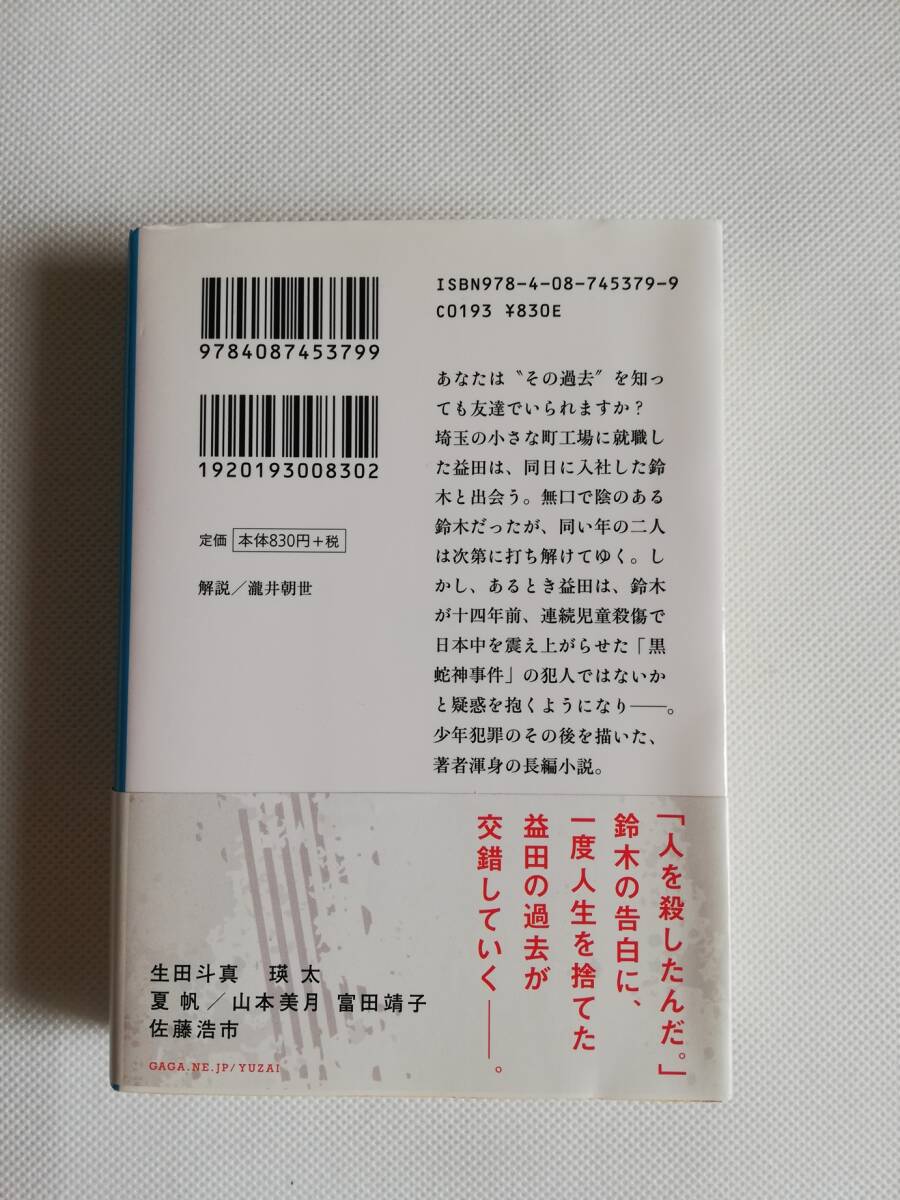 9784087453799
1920193008302
定価 本体830円+税
解説/瀧井朝世
ISBN978-4-08-745379-9
C0193 ¥830E
あなたは〝その過去〟を知っ
ても友達でいられますか?
埼玉の小さな町工場に就職し
た益田は、同日に入社した鈴
木と出会う。無口で陰のある
鈴木だったが、同い年の二人
は次第に打ち解けてゆく。し
かし、あるとき益田は、鈴木
が十四年前、連続児童殺傷で
日本中を震え上がらせた「黒
蛇神事件」の犯人ではないか
と疑惑を抱くようになり――。
少年犯罪のその後を描いた、
著者渾身の長編小説。
「人を殺したんだ。」
鈴木の告白に、
一度人生を捨てた
益田の過去が
交錯していく――。
生田斗真 瑛 太
夏 帆/山本美月 富田靖子
佐藤浩市
GAGA.NE.JP/YUZAI